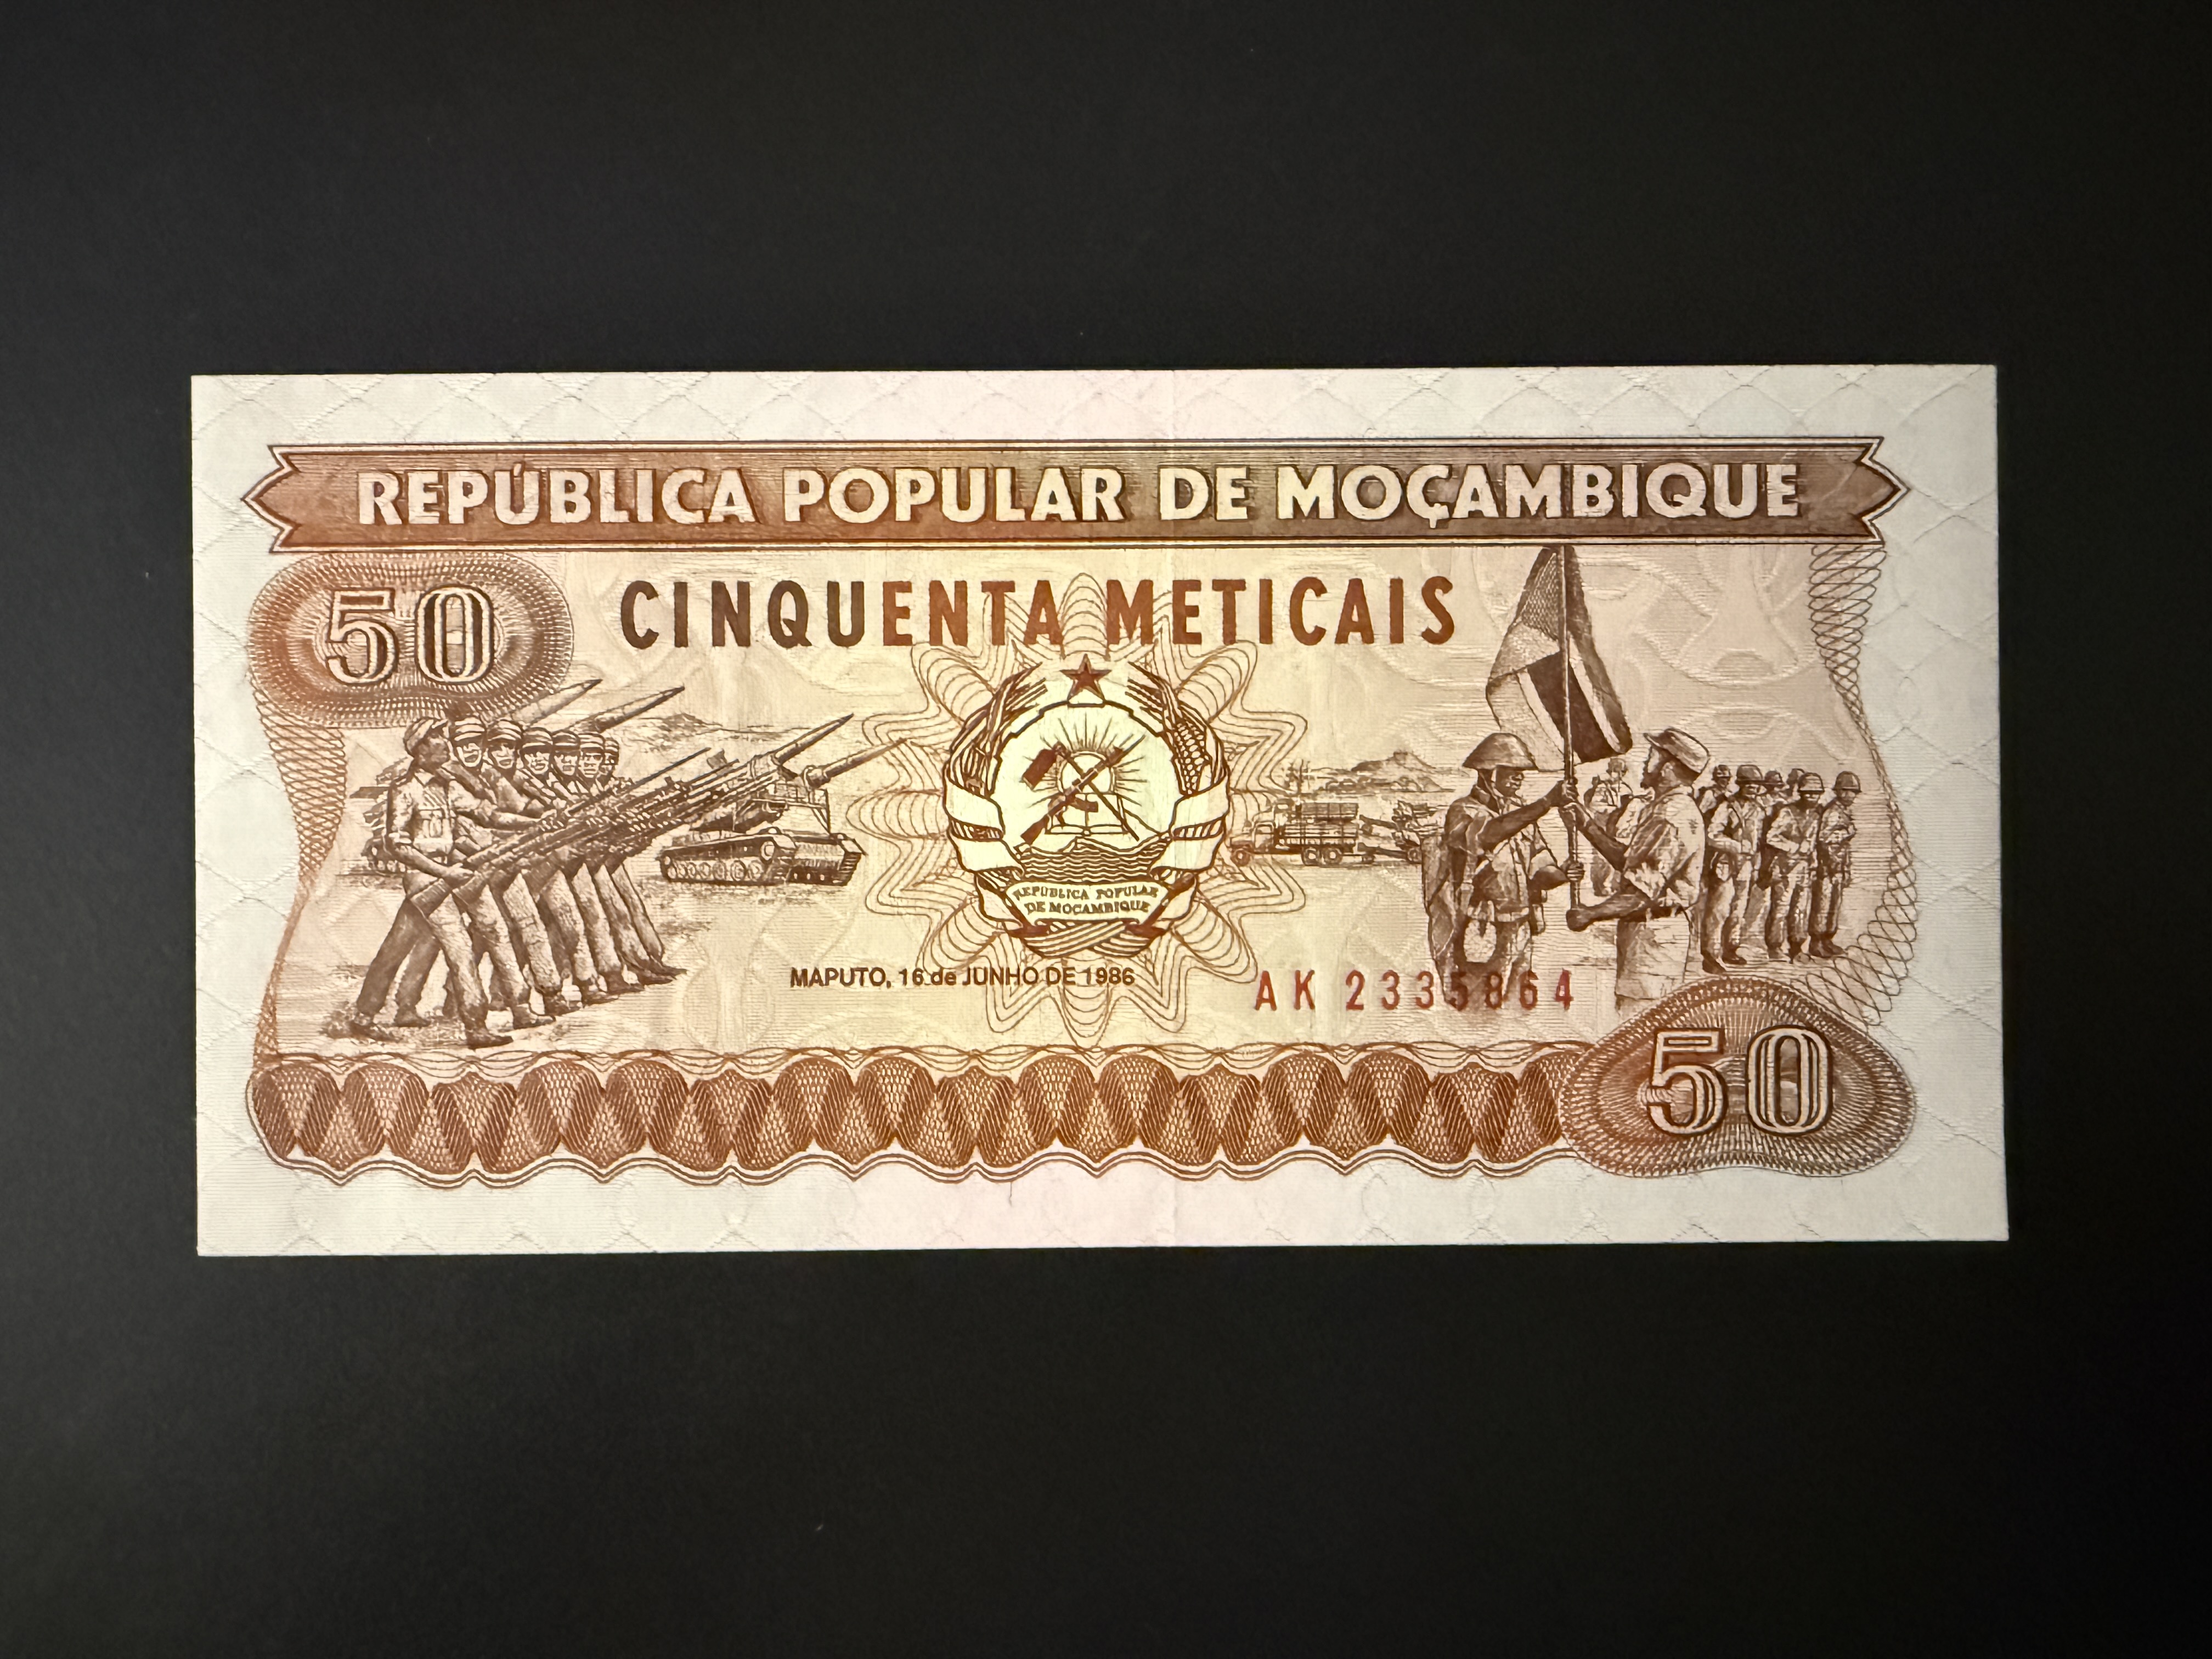 REPÚBLICA POPULAR DE MOÇAMBIQUE
50
CINQUENTA METICAIS
REPÚBLICA POPULAR
DE MOÇAMBIQUE
MAPUTO, 16 de JUNHO DE 1986
AK 2335864
50